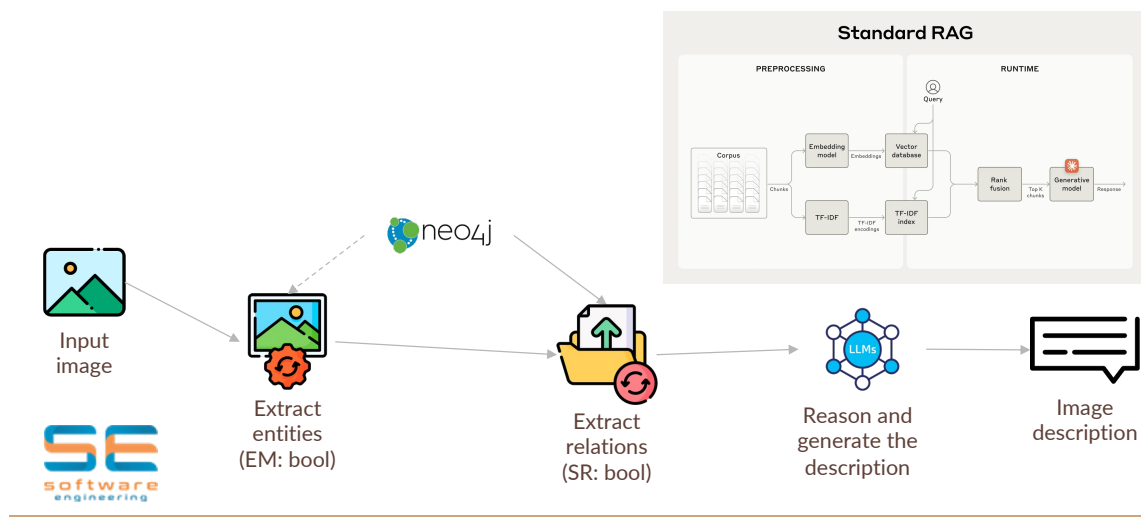 Standard RAG
PREPROCESSING
RUNTIME
Query
Corpus
Chunks
Embedding
model
Embeddings
Vector
database
TF-IDF
TF-IDF
encodings
TF-IDF
index
Rank
fusion
Top K
chunks
Generative
model
Response
neo4j
Input
image
Extract
entities
(EM: bool)
Extract
relations
(SR: bool)
LLMs
Reason and
generate the
description
Image
description
SE
software
engineering